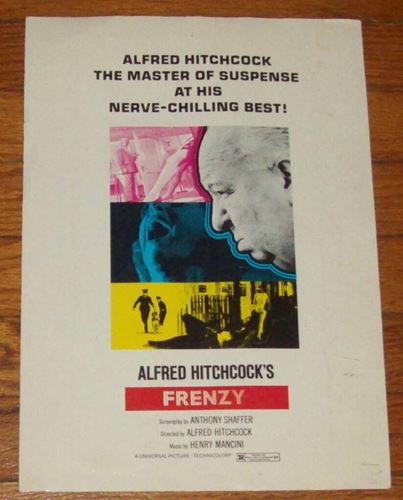 ALFRED HITCHCOCK
THE MASTER OF SUSPENSE
AT HIS
NERVE-CHILLING BEST!
ALFRED HITCHCOCK'S
FRENZY
Screenplay by ANTHONY SHAFFER
Directed by ALFRED HITCHCOCK
Music by HENRY MANCINI
A UNIVERSAL PICTURE · TECHNICOLOR®
R